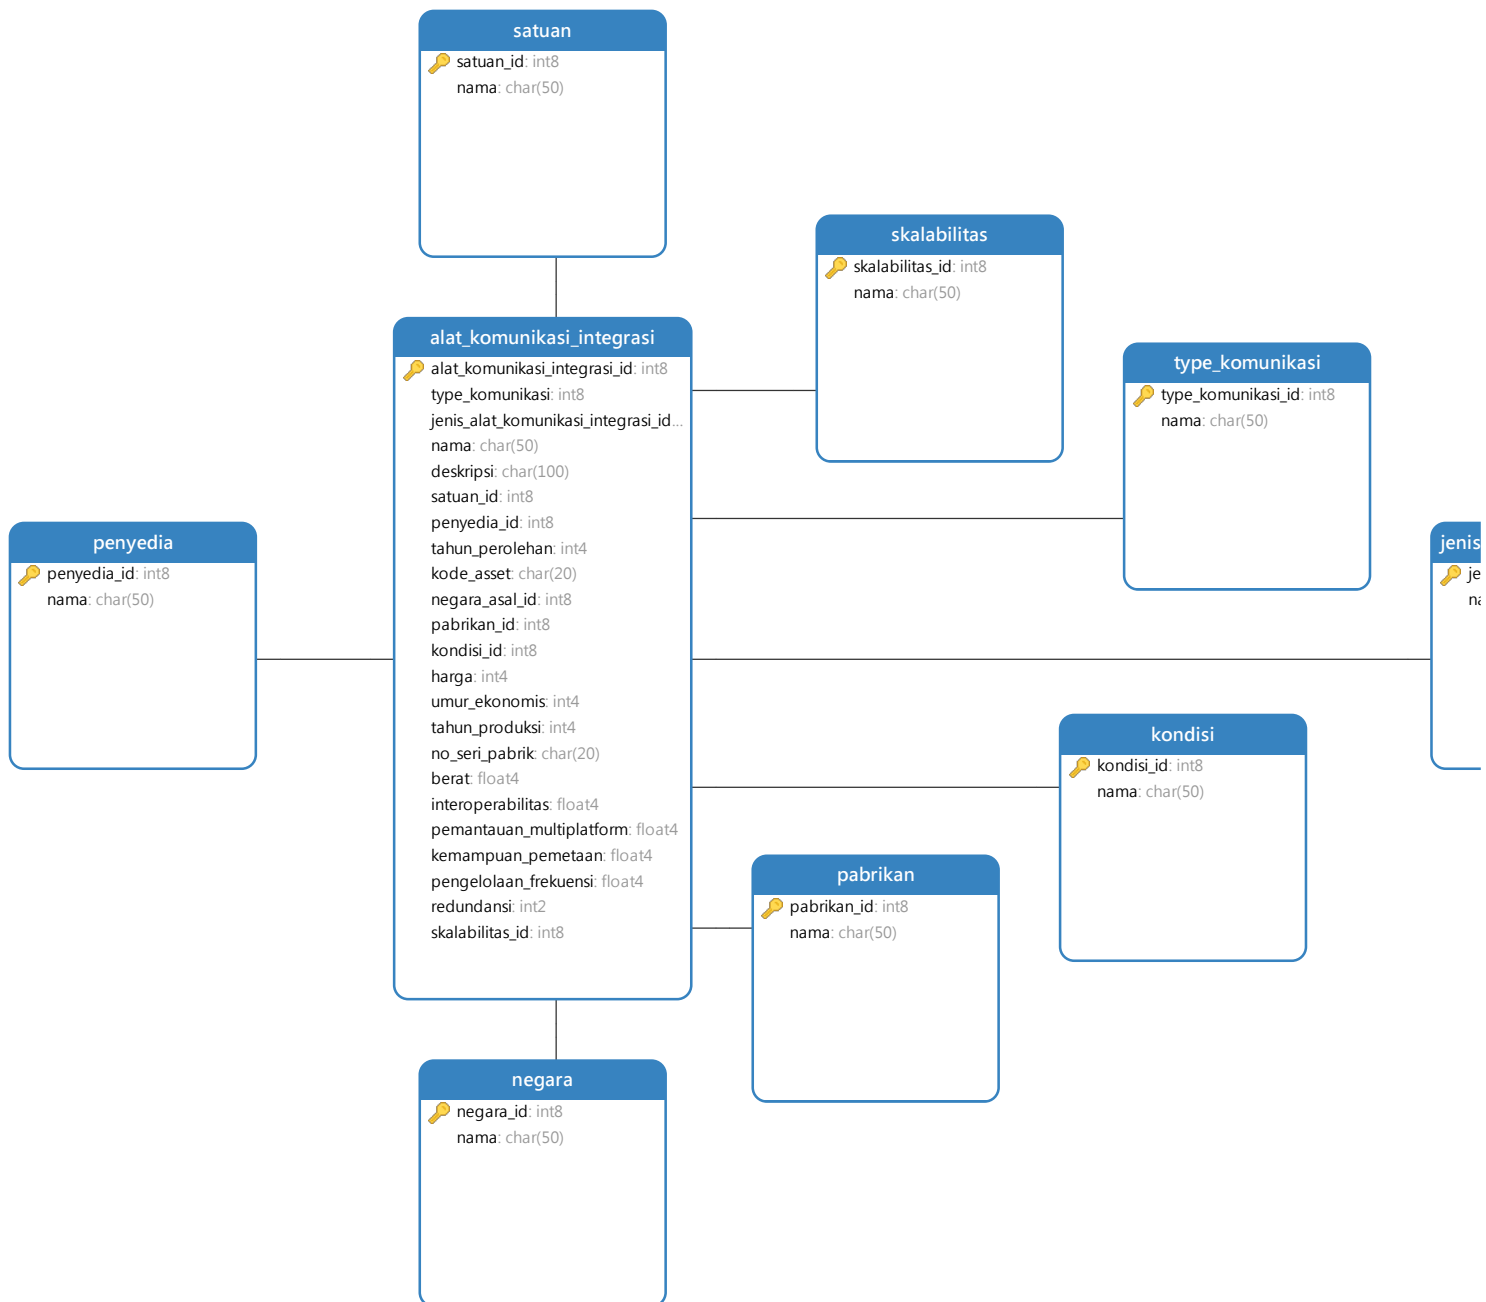 satuan
satuan_id: int8
nama: char(50)
skalabilitas
skalabilitas_id: int8
nama: char(50)
alat_komunikasi_integrasi
alat_komunikasi_integrasi_id: int8
type_komunikasi: int8
jenis_alat_komunikasi_integrasi_id...
nama: char(50)
deskripsi: char(100)
satuan_id: int8
penyedia_id: int8
tahun_perolehan: int4
kode_asset: char(20)
negara_asal_id: int8
pabrikan_id: int8
kondisi_id: int8
harga: int4
umur_ekonomis: int4
tahun_produksi: int4
no_seri_pabrik: char(20)
berat: float4
interoperabilitas: float4
pemantauan_multiplatform: float4
kemampuan_pemetaan: float4
pengelolaan_frekuensi: float4
redundansi: int2
skalabilitas_id: int8
type_komunikasi
type_komunikasi_id: int8
nama: char(50)
penyedia
penyedia_id: int8
nama: char(50)
jenis
je
na
kondisi
kondisi_id: int8
nama: char(50)
pabrikan
pabrikan_id: int8
nama: char(50)
negara
negara_id: int8
nama: char(50)